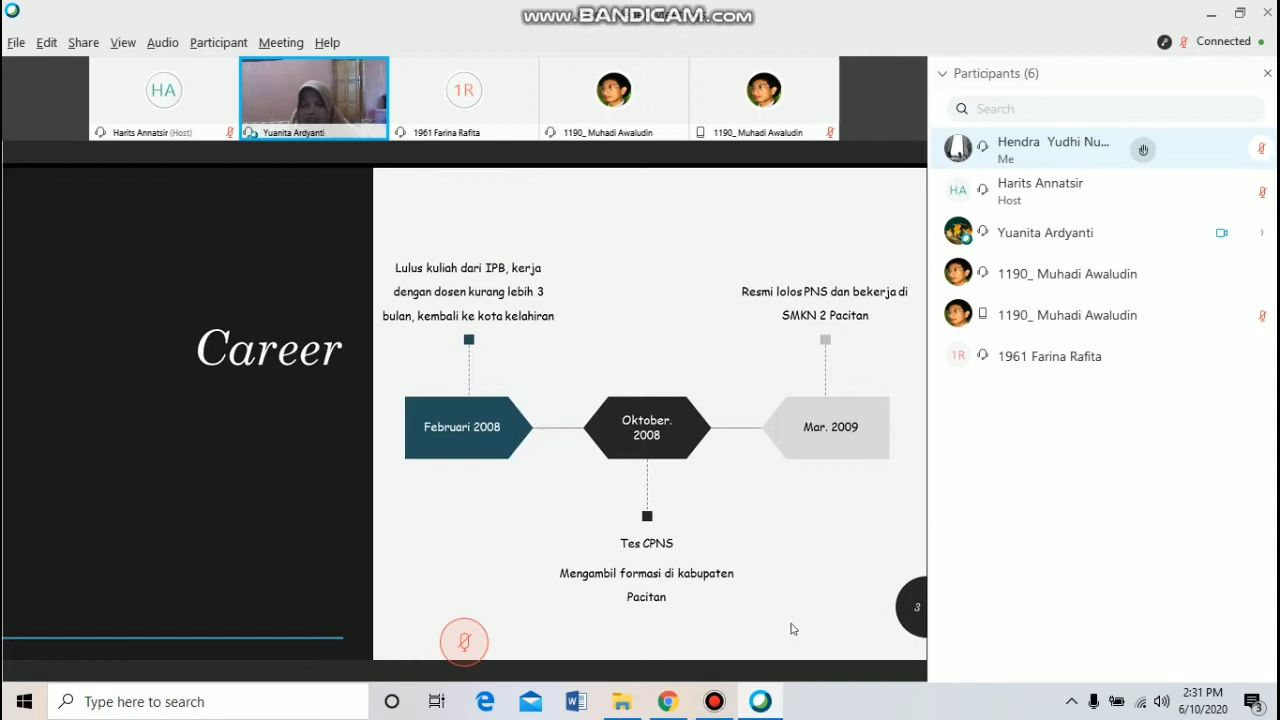 www.BANDICAM.com
File Edit Share View Audio Participant Meeting Help
Connected
HA
Harits Annatsir (Host)
Yuanita Ardyanti
1R
1961 Farina Rafita
1190_ Muhadi Awaludin
1190_ Muhadi Awaludin
Participants (6)
Search
Hendra Yudhi Nu...
Me
HA
Harits Annatsir
Host
Yuanita Ardyanti
1190_ Muhadi Awaludin
1190_ Muhadi Awaludin
1R
1961 Farina Rafita
Career
Lulus kuliah dari IPB, kerja
dengan dosen kurang lebih 3
bulan, kembali ke kota kelahiran
Resmi lolos PNS dan bekerja di
SMKN 2 Pacitan
Februari 2008
Oktober.
2008
Mar. 2009
Tes CPNS
Mengambil formasi di kabupaten
Pacitan
3
Type here to search
2:31 PM
6/10/2020
3